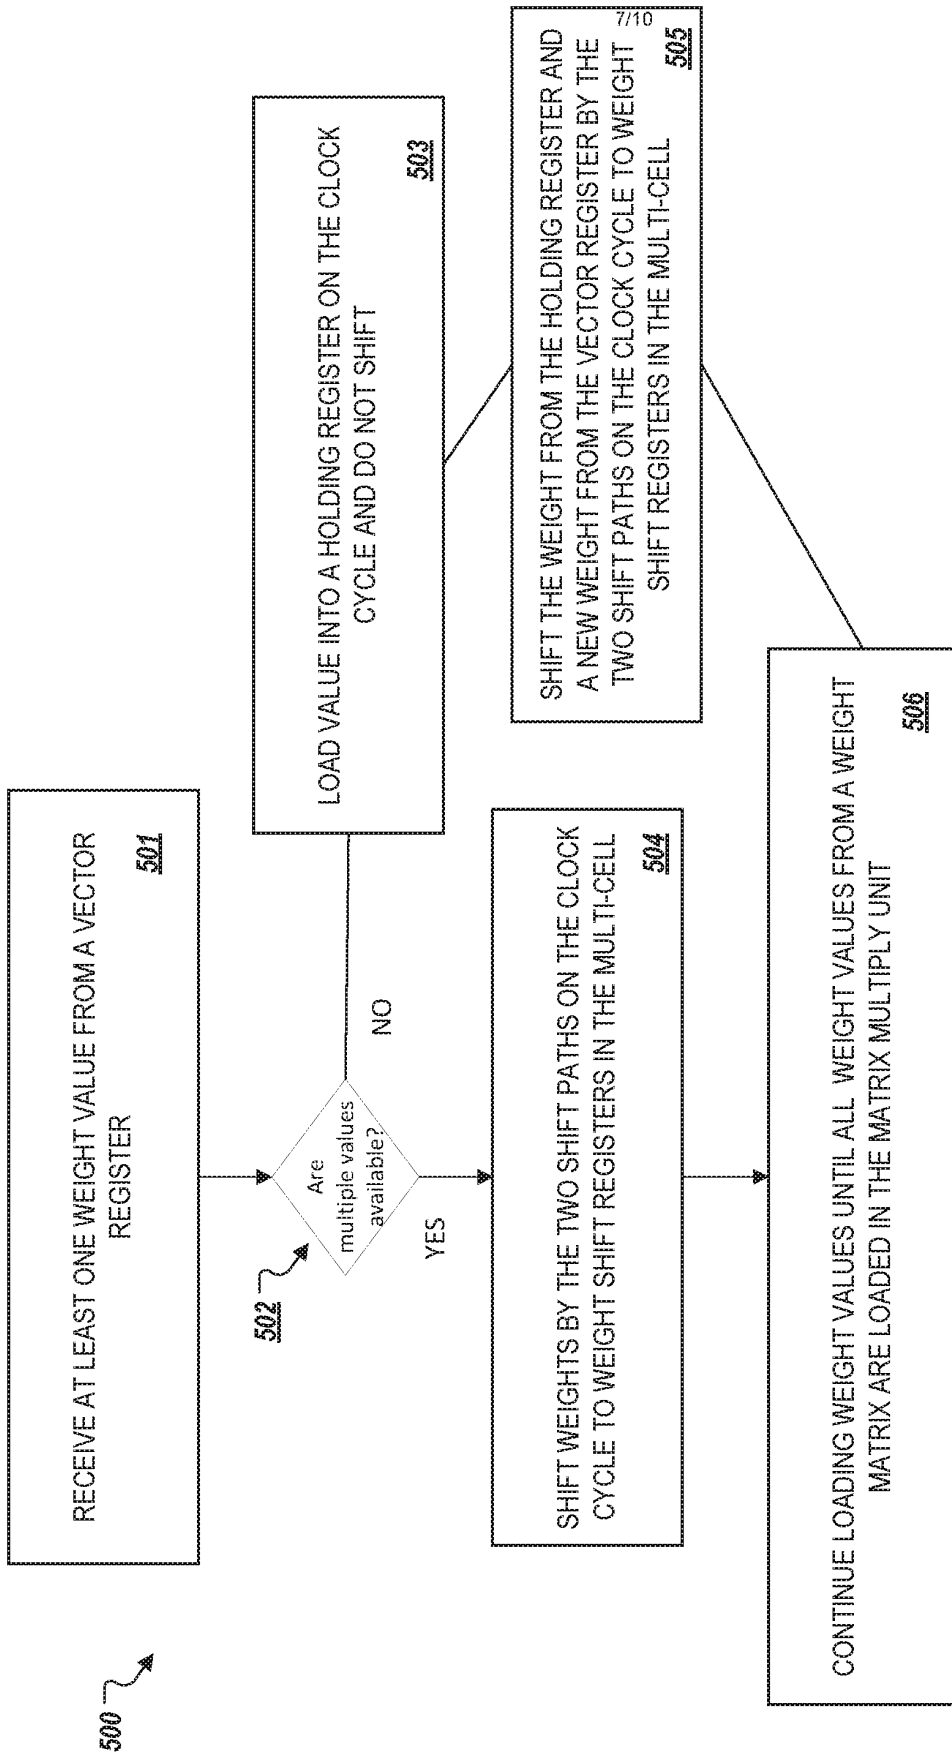 7/10
500
RECEIVE AT LEAST ONE WEIGHT VALUE FROM A VECTOR
REGISTER
501
502
Are
multiple values
available?
NO
YES
LOAD VALUE INTO A HOLDING REGISTER ON THE CLOCK
CYCLE AND DO NOT SHIFT
503
SHIFT WEIGHTS BY THE TWO SHIFT PATHS ON THE CLOCK
CYCLE TO WEIGHT SHIFT REGISTERS IN THE MULTI-CELL
504
SHIFT THE WEIGHT FROM THE HOLDING REGISTER AND
A NEW WEIGHT FROM THE VECTOR REGISTER BY THE
TWO SHIFT PATHS ON THE CLOCK CYCLE TO WEIGHT
SHIFT REGISTERS IN THE MULTI-CELL
505
CONTINUE LOADING WEIGHT VALUES UNTIL ALL WEIGHT VALUES FROM A WEIGHT
MATRIX ARE LOADED IN THE MATRIX MULTIPLY UNIT
506